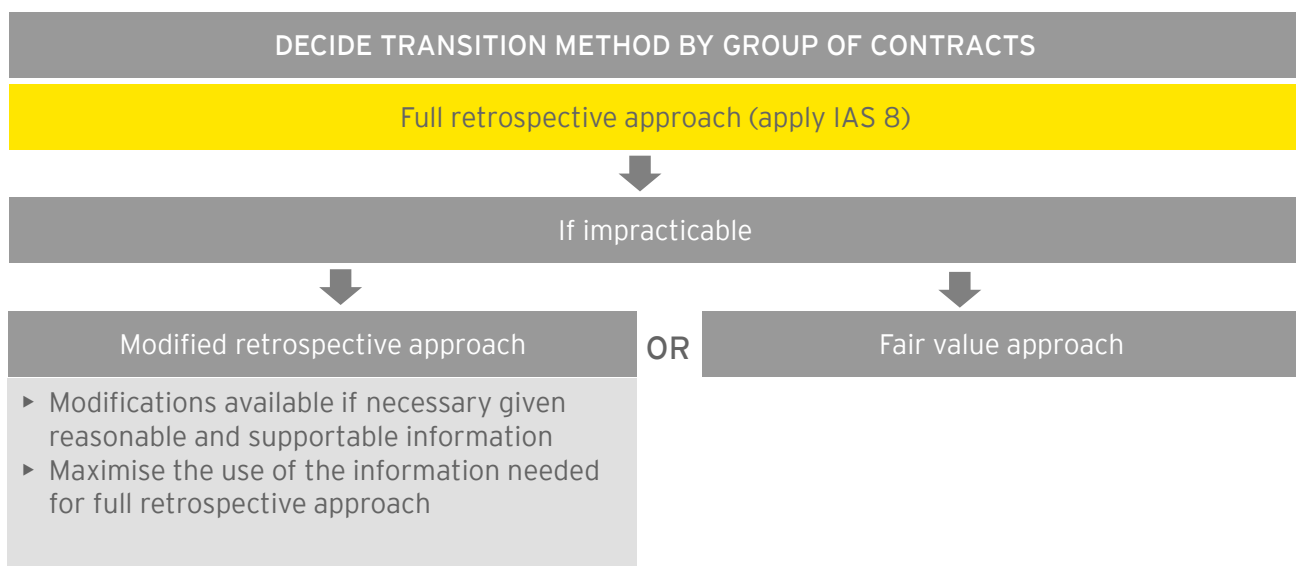 DECIDE TRANSITION METHOD BY GROUP OF CONTRACTS
Full retrospective approach (apply IAS 8)
If impracticable
Modified retrospective approach
OR
Fair value approach
▸ Modifications available if necessary given
reasonable and supportable information
▸ Maximise the use of the information needed
for full retrospective approach